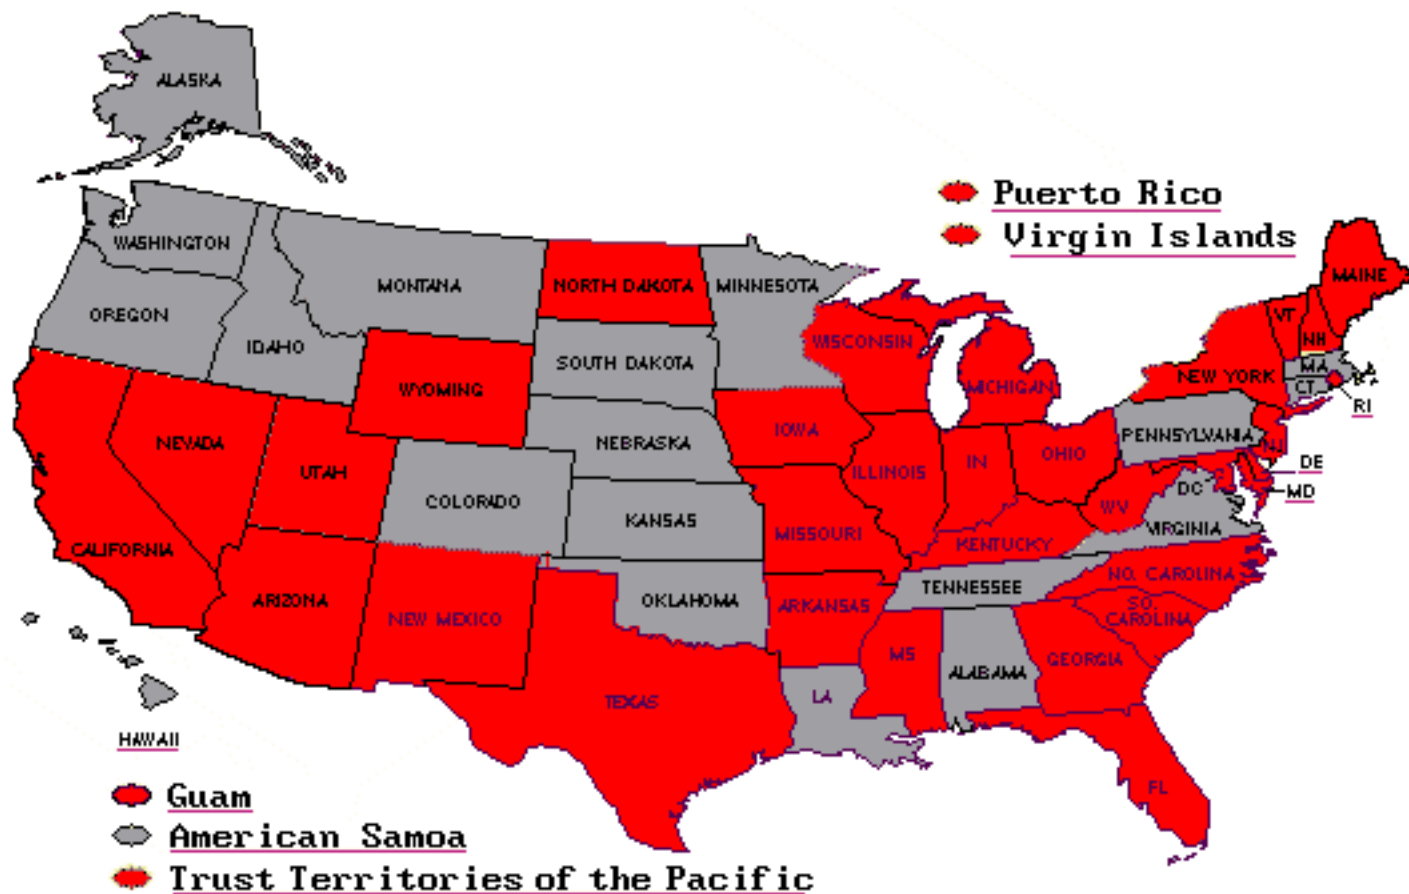 ALASKA
Puerto Rico
Virgin Islands
WASHINGTON
MONTANA
NORTH DAKOTA
MINNESOTA
MAINE
OREGON
IDAHO
SOUTH DAKOTA
WISCONSIN
VT
NH
WYOMING
MICHIGAN
NEW YORK
MA
CT
RI
NEVADA
UTAH
NEBRASKA
IOWA
ILLINOIS
IN
OHIO
PENNSYLVANIA
NJ
DE
MD
COLORADO
KANSAS
MISSOURI
WV
DC
VIRGINIA
KENTUCKY
CALIFORNIA
ARIZONA
NEW MEXICO
OKLAHOMA
ARKANSAS
TENNESSEE
NO. CAROLINA
SO.
CAROLINA
TEXAS
LA
MS
ALABAMA
GEORGIA
FL
HAWAII
Guam
American Samoa
Trust Territories of the Pacific